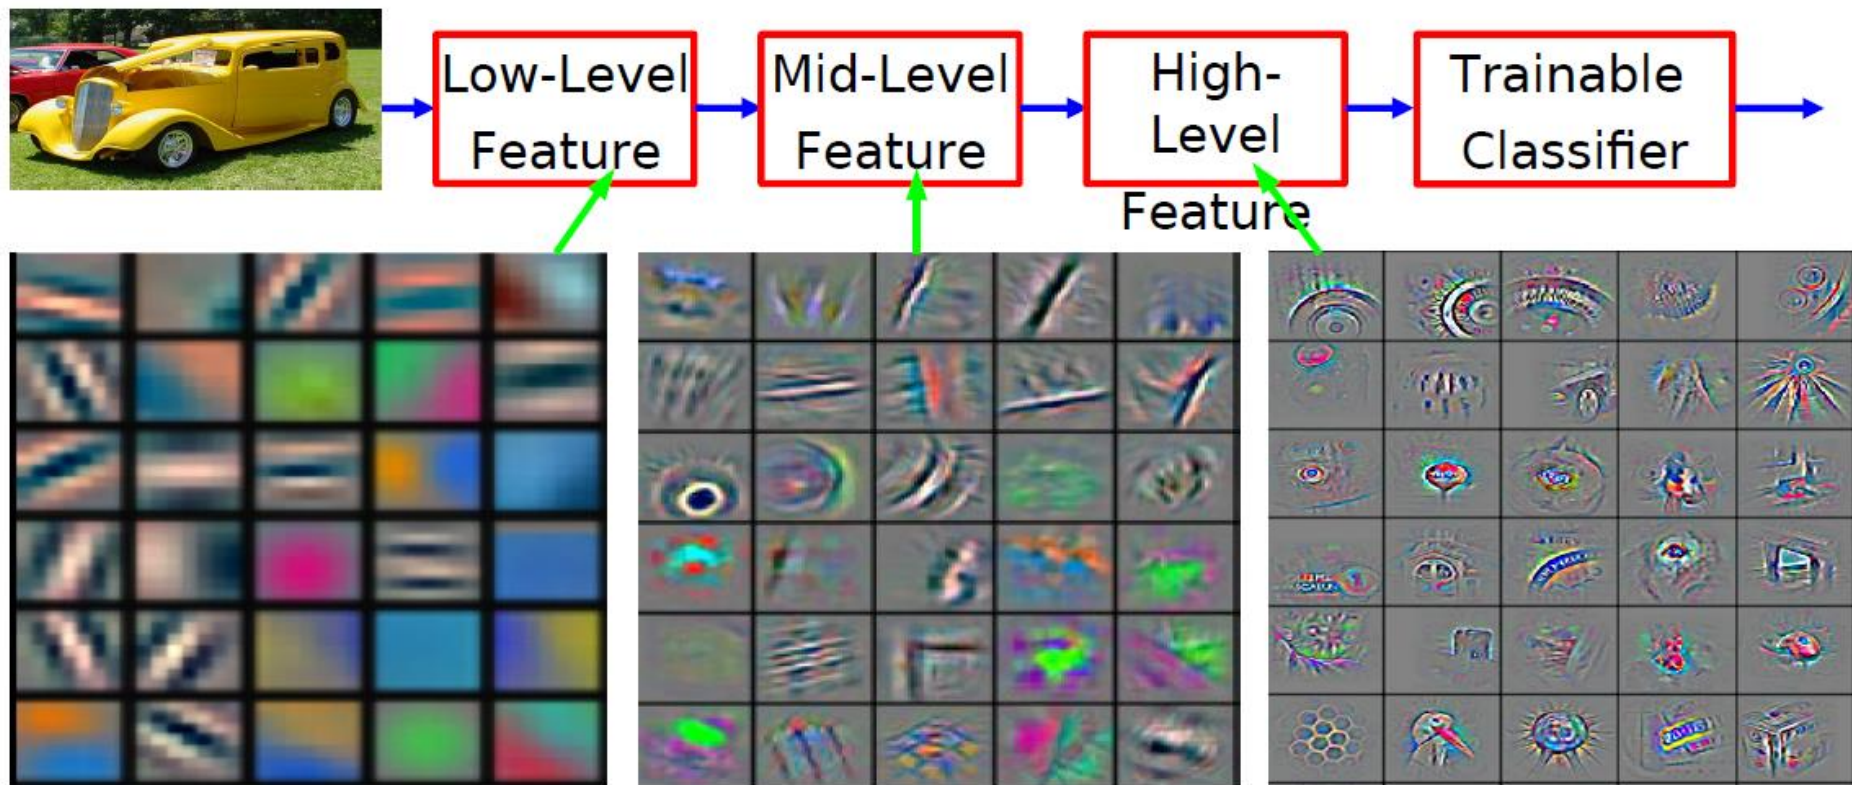 Low-Level
Feature
Mid-Level
Feature
High-
Level
Feature
Trainable
Classifier